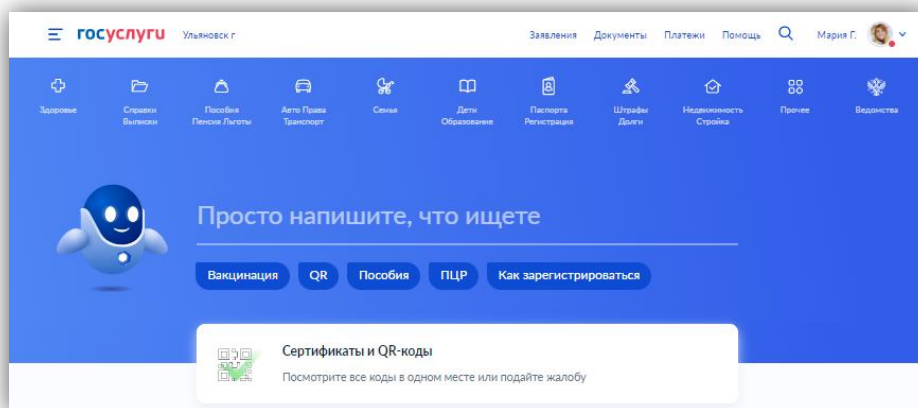 госуслуги
Ульяновск г
Заявления
Документы
Платежи
Помощь
Мария Г.
Здоровье
Справки
Выписки
Пособия
Пенсия Льготы
Авто Права
Транспорт
Семья
Дети
Образование
Паспорта
Регистрация
Штрафы
Долги
Недвижимость
Стройка
Прочее
Ведомства
Просто напишите, что ищете
Вакцинация
QR
Пособия
ПЦР
Как зарегистрироваться
Сертификаты и QR-коды
Посмотрите все коды в одном месте или подайте жалобу